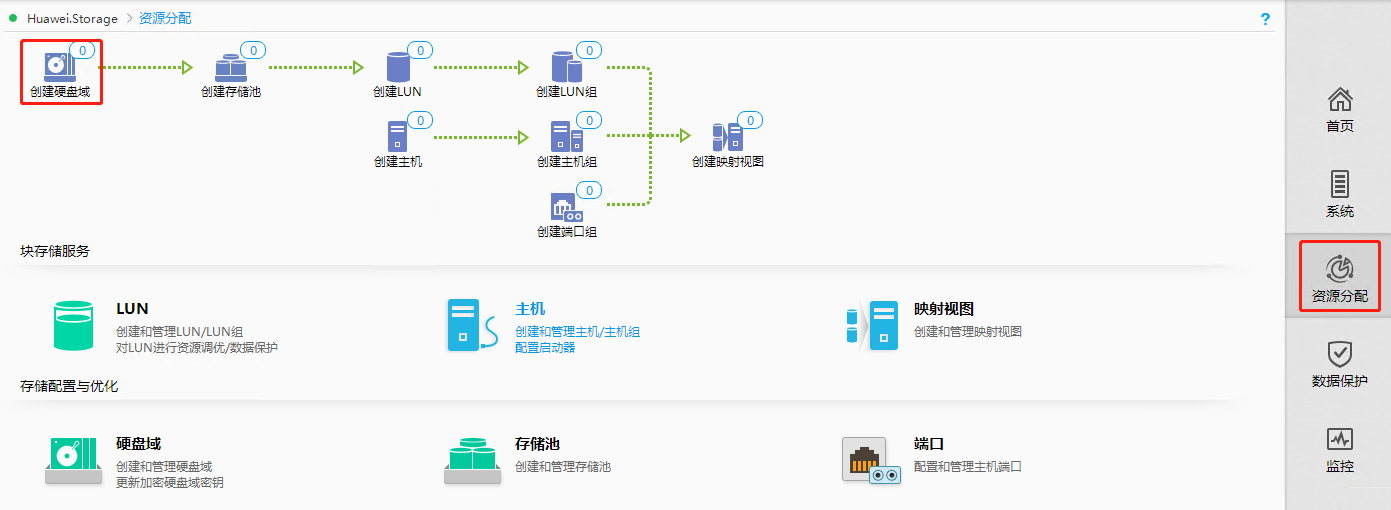 Huawei.Storage > 资源分配
?
0
0
0
0
创建硬盘域
创建存储池
创建LUN
创建LUN组
0
0
0
创建主机
创建主机组
创建映射视图
0
创建端口组
块存储服务
LUN
创建和管理LUN/LUN组
对LUN进行资源调优/数据保护
主机
创建和管理主机/主机组
配置启动器
映射视图
创建和管理映射视图
存储配置与优化
硬盘域
创建和管理硬盘域
更新加密硬盘域密钥
存储池
创建和管理存储池
端口
配置和管理主机端口
首页
系统
资源分配
数据保护
监控